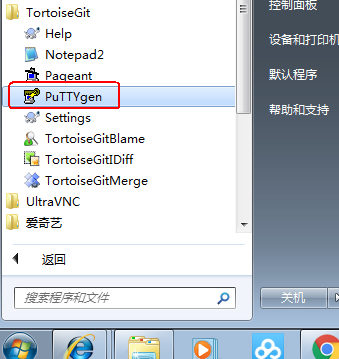 TortoiseGit
Help
Notepad2
Pageant
PuTTYgen
Settings
TortoiseGitBlame
TortoiseGitIDiff
TortoiseGitMerge
UltraVNC
爱奇艺
返回
搜索程序和文件
控制面板
设备和打印机
默认程序
帮助和支持
关机